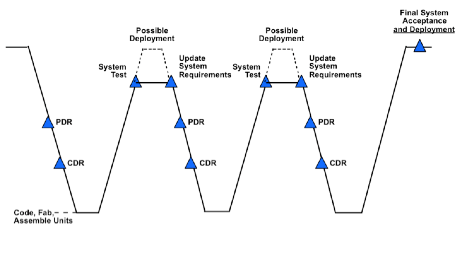 Final System
Acceptance
and Deployment
Possible
Deployment
Possible
Deployment
System
Test
Update
System
Requirements
System
Test
Update
System
Requirements
PDR
PDR
PDR
CDR
CDR
CDR
Code, Fab,
Assemble Units